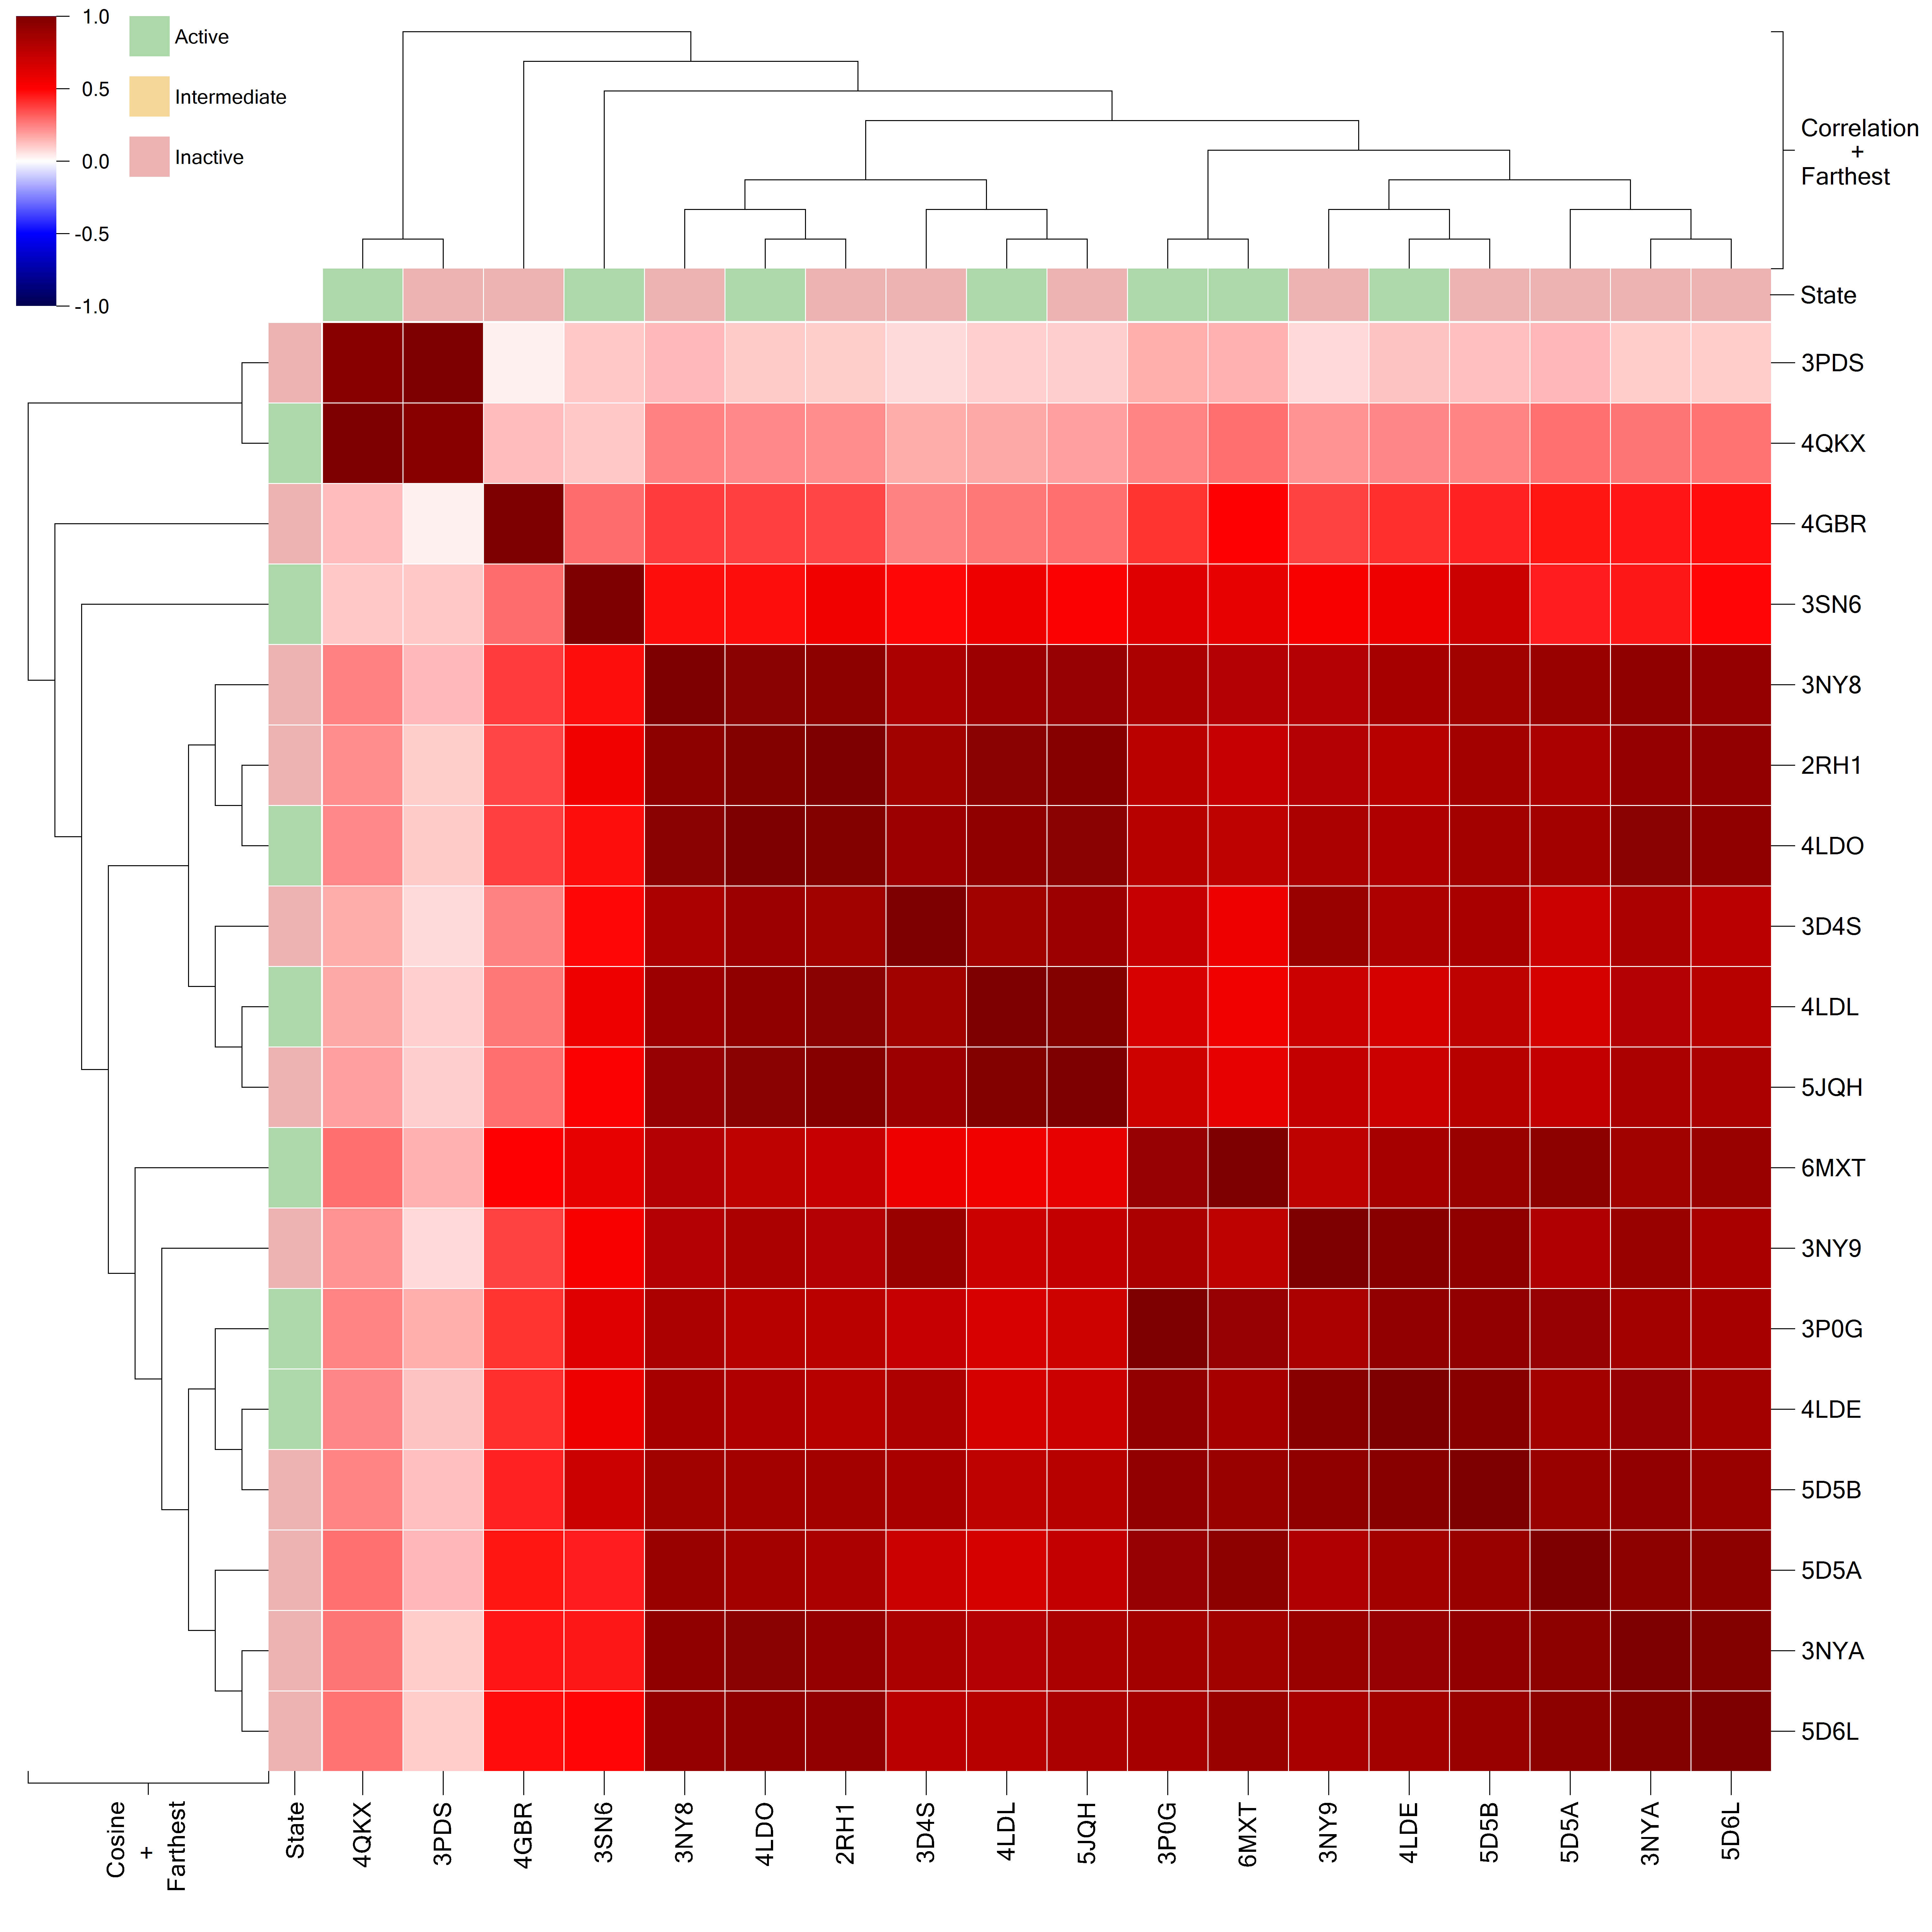 1.0
0.5
0.0
-0.5
-1.0
Active
Intermediate
Inactive
Correlation
+
Farthest
State
3PDS
4QKX
4GBR
3SN6
3NY8
2RH1
4LDO
3D4S
4LDL
5JQH
6MXT
3NY9
3P0G
4LDE
5D5B
5D5A
3NYA
5D6L
Cosine
+
Farthest
State
4QKX
3PDS
4GBR
3SN6
3NY8
4LDO
2RH1
3D4S
4LDL
5JQH
3P0G
6MXT
3NY9
4LDE
5D5B
5D5A
3NYA
5D6L